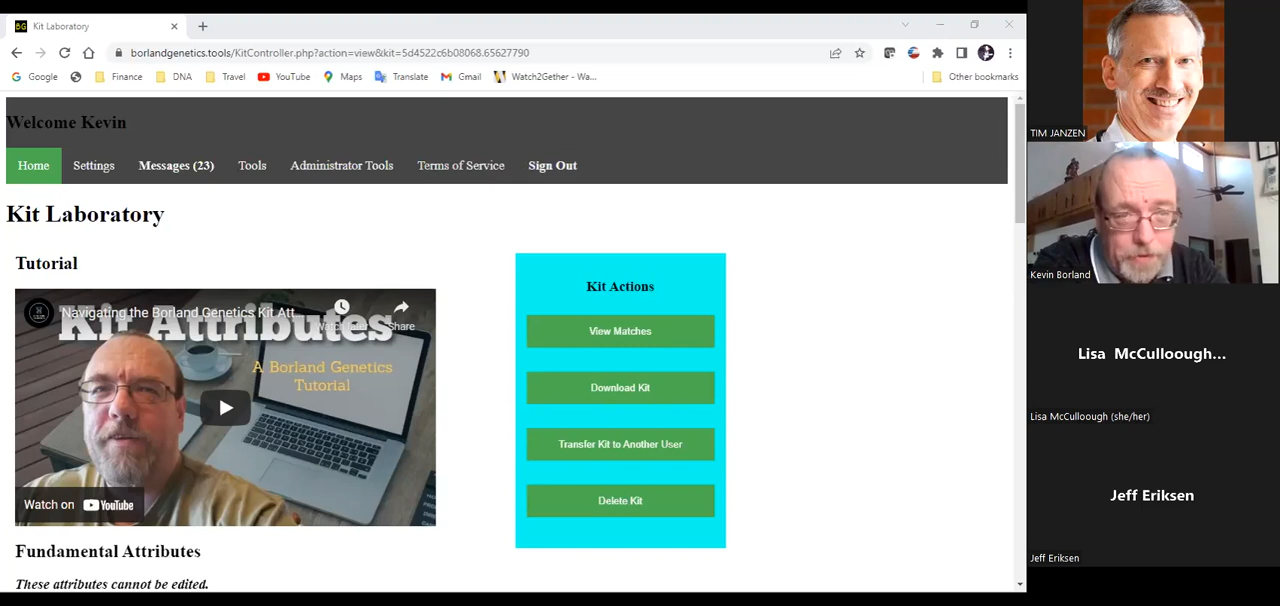 Kit Laboratory
borlandgenetics.tools/KitController.php?action=view&kit=5d4522c6b08068.65627790
Google Finance DNA Travel YouTube Maps Translate Gmail Watch2Gether - Wa... Other bookmarks
Welcome Kevin
Home Settings Messages (23) Tools Administrator Tools Terms of Service Sign Out
Kit Laboratory
Tutorial
Navigating the Borland Genetics Kit Att...
Watch later Share
Kit Attributes
A Borland Genetics
Tutorial
Watch on YouTube
Kit Actions
View Matches
Download Kit
Transfer Kit to Another User
Delete Kit
Fundamental Attributes
These attributes cannot be edited.
TIM JANZEN
Kevin Borland
Lisa McCulloough...
Lisa McCulloough (she/her)
Jeff Eriksen
Jeff Eriksen